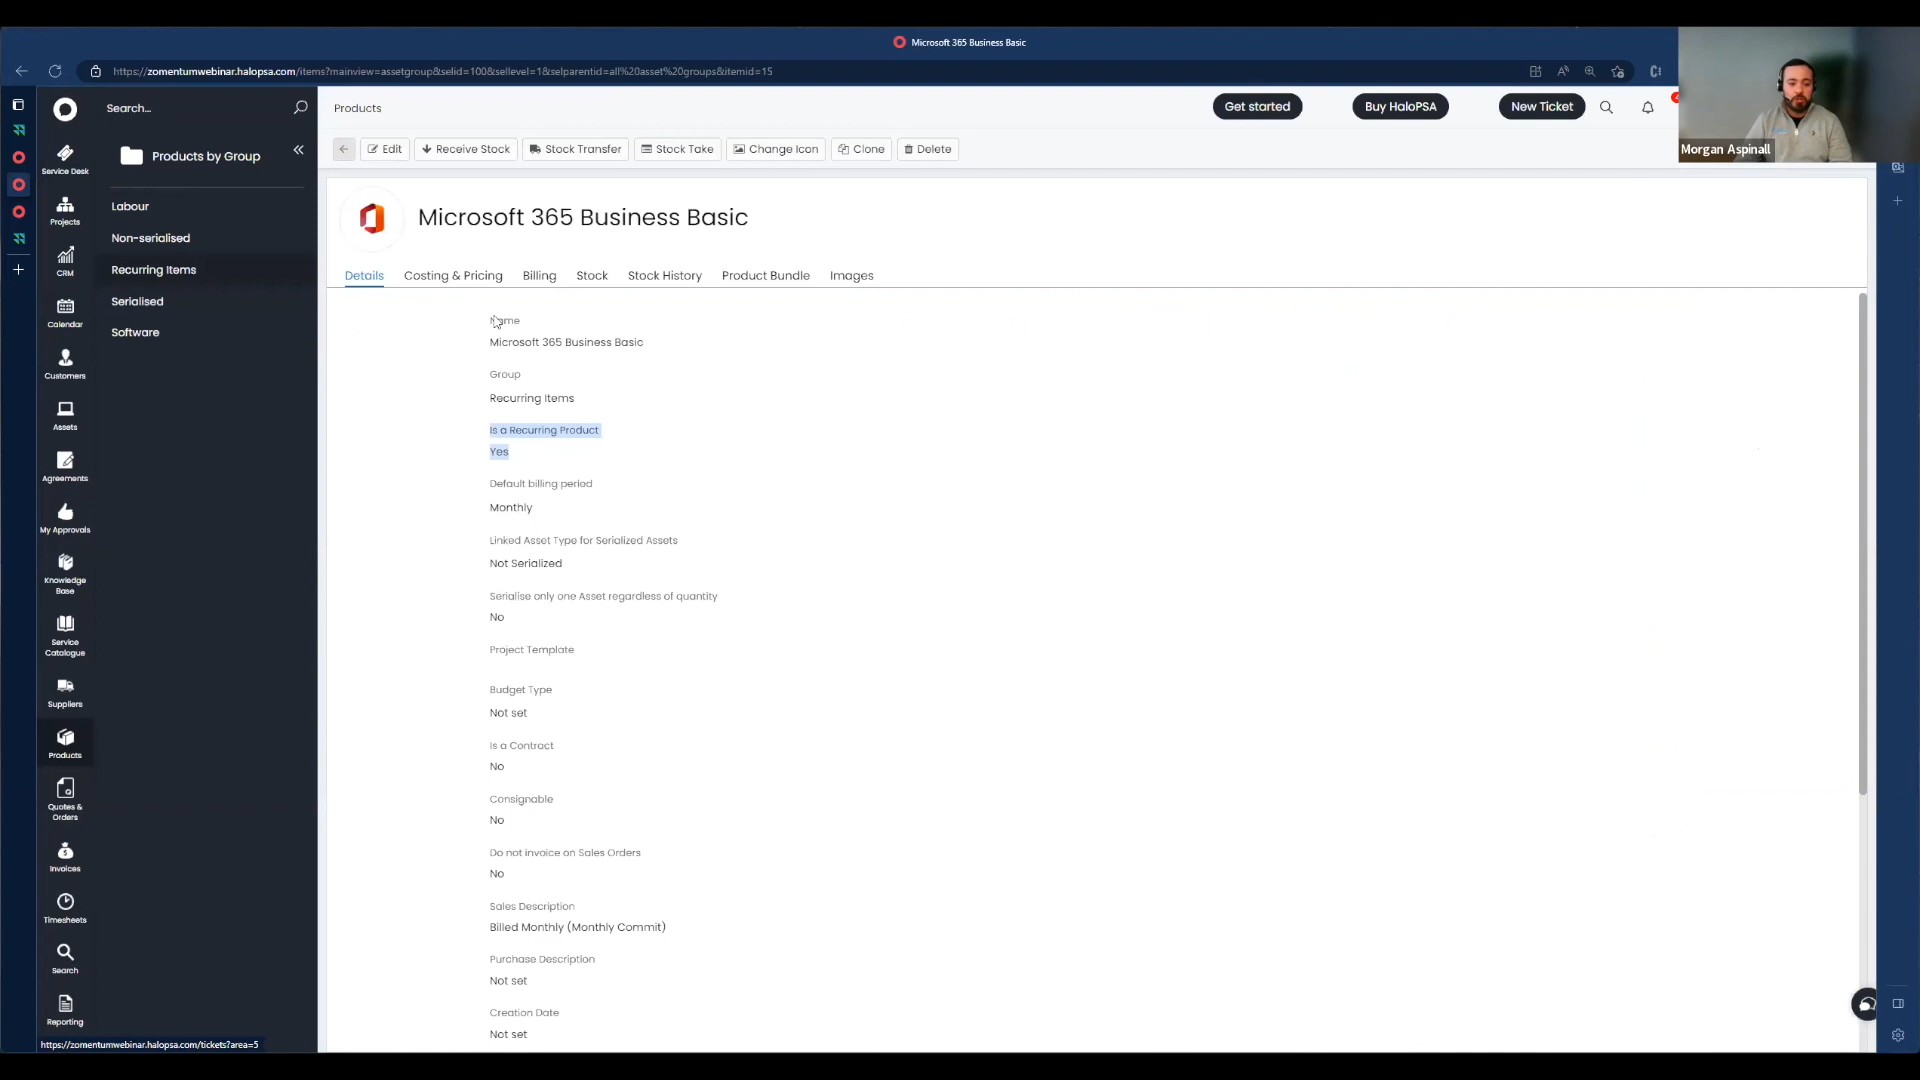 Microsoft 365 Business Basic
https://zomentumwebinar.halopsa.com/items?mainview=assetgroup&selid=100&sellevel=1&selparentid=all%20asset%20groups&itemid=15
Search...
Products
Get started
Buy HaloPSA
New Ticket
Morgan Aspinall
Products by Group
Labour
Non-serialised
Recurring Items
Serialised
Software
Service Desk
Projects
CRM
Calendar
Customers
Assets
Agreements
My Approvals
Knowledge
Base
Service
Catalogue
Suppliers
Products
Quotes &
Orders
Invoices
Timesheets
Search
Reporting
https://zomentumwebinar.halopsa.com/tickets?area=5
Edit
Receive Stock
Stock Transfer
Stock Take
Change Icon
Clone
Delete
Microsoft 365 Business Basic
Details
Costing & Pricing
Billing
Stock
Stock History
Product Bundle
Images
Name
Microsoft 365 Business Basic
Group
Recurring Items
Is a Recurring Product
Yes
Default billing period
Monthly
Linked Asset Type for Serialized Assets
Not Serialized
Serialise only one Asset regardless of quantity
No
Project Template
Budget Type
Not set
Is a Contract
No
Consignable
No
Do not invoice on Sales Orders
No
Sales Description
Billed Monthly (Monthly Commit)
Purchase Description
Not set
Creation Date
Not set